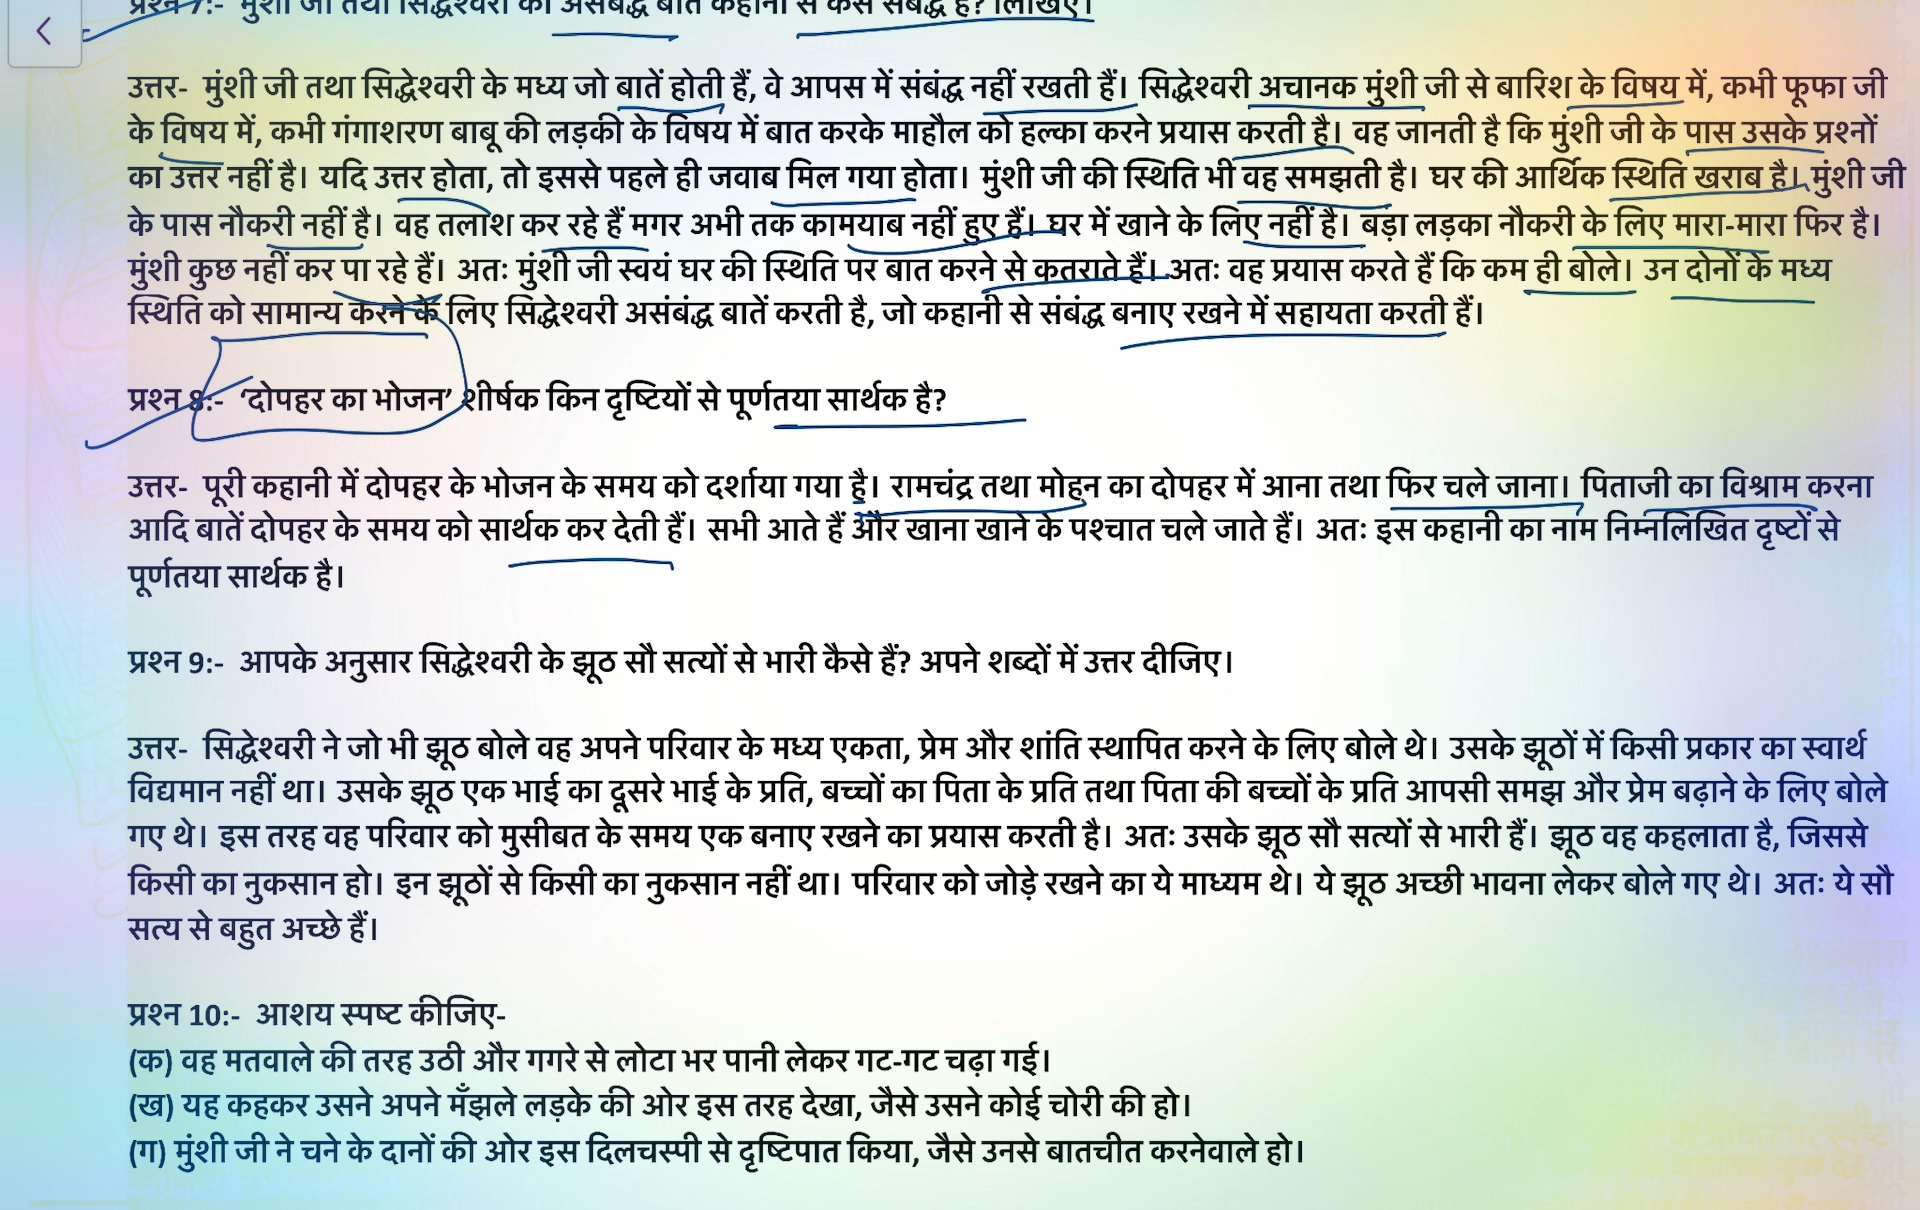 प्रश्न 7:- मुंशी जी तथा सिद्धेश्वरी की असंबद्ध बातें कहानी से कैसे संबद्ध हैं? लिखिए।
उत्तर- मुंशी जी तथा सिद्धेश्वरी के मध्य जो बातें होती हैं, वे आपस में संबंद्ध नहीं रखती हैं। सिद्धेश्वरी अचानक मुंशी जी से बारिश के विषय में, कभी फूफा जी
के विषय में, कभी गंगाशरण बाबू की लड़की के विषय में बात करके माहौल को हल्का करने प्रयास करती है। वह जानती है कि मुंशी जी के पास उसके प्रश्नों
का उत्तर नहीं है। यदि उत्तर होता, तो इससे पहले ही जवाब मिल गया होता। मुंशी जी की स्थिति भी वह समझती है। घर की आर्थिक स्थिति खराब है। मुंशी जी
के पास नौकरी नहीं है। वह तलाश कर रहे हैं मगर अभी तक कामयाब नहीं हुए हैं। घर में खाने के लिए नहीं है। बड़ा लड़का नौकरी के लिए मारा-मारा फिर है।
मुंशी कुछ नहीं कर पा रहे हैं। अतः मुंशी जी स्वयं घर की स्थिति पर बात करने से कतराते हैं। अतः वह प्रयास करते हैं कि कम ही बोले। उन दोनों के मध्य
स्थिति को सामान्य करने के लिए सिद्धेश्वरी असंबंद्ध बातें करती है, जो कहानी से संबंद्ध बनाए रखने में सहायता करती हैं।
प्रश्न 8:- ‘दोपहर का भोजन’ शीर्षक किन दृष्टियों से पूर्णतया सार्थक है?
उत्तर- पूरी कहानी में दोपहर के भोजन के समय को दर्शाया गया है। रामचंद्र तथा मोहन का दोपहर में आना तथा फिर चले जाना। पिताजी का विश्राम करना
आदि बातें दोपहर के समय को सार्थक कर देती हैं। सभी आते हैं और खाना खाने के पश्चात चले जाते हैं। अतः इस कहानी का नाम निम्नलिखित दृष्टों से
पूर्णतया सार्थक है।
प्रश्न 9:- आपके अनुसार सिद्धेश्वरी के झूठ सौ सत्यों से भारी कैसे हैं? अपने शब्दों में उत्तर दीजिए।
उत्तर- सिद्धेश्वरी ने जो भी झूठ बोले वह अपने परिवार के मध्य एकता, प्रेम और शांति स्थापित करने के लिए बोले थे। उसके झूठों में किसी प्रकार का स्वार्थ
विद्यमान नहीं था। उसके झूठ एक भाई का दूसरे भाई के प्रति, बच्चों का पिता के प्रति तथा पिता की बच्चों के प्रति आपसी समझ और प्रेम बढ़ाने के लिए बोले
गए थे। इस तरह वह परिवार को मुसीबत के समय एक बनाए रखने का प्रयास करती है। अतः उसके झूठ सौ सत्यों से भारी हैं। झूठ वह कहलाता है, जिससे
किसी का नुकसान हो। इन झूठों से किसी का नुकसान नहीं था। परिवार को जोड़े रखने का ये माध्यम थे। ये झूठ अच्छी भावना लेकर बोले गए थे। अतः ये सौ
सत्य से बहुत अच्छे हैं।
प्रश्न 10:- आशय स्पष्ट कीजिए-
(क) वह मतवाले की तरह उठी और गगरे से लोटा भर पानी लेकर गट-गट चढ़ा गई।
(ख) यह कहकर उसने अपने मँझले लड़के की ओर इस तरह देखा, जैसे उसने कोई चोरी की हो।
(ग) मुंशी जी ने चने के दानों की ओर इस दिलचस्पी से दृष्टिपात किया, जैसे उनसे बातचीत करनेवाले हो।